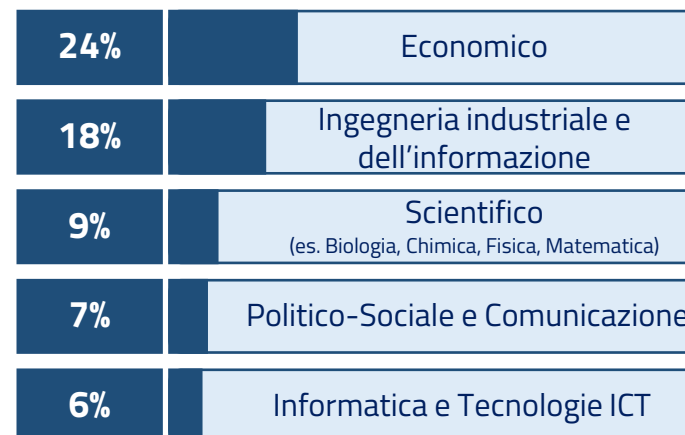 24%
Economico
18%
Ingegneria industriale e
dell’informazione
9%
Scientifico
(es. Biologia, Chimica, Fisica, Matematica)
7%
Politico-Sociale e Comunicazione
6%
Informatica e Tecnologie ICT